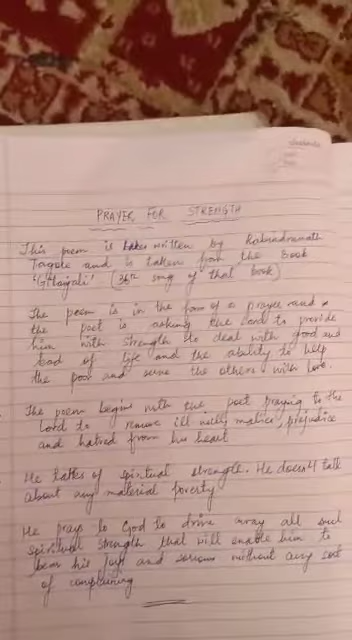 PRAYER FOR STRENGTH
This poem is written by Rabindranath
Tagore and is taken from the book
"Gitanjali" (36th song of that book)
The poem is in the form of a prayer and
the poet is asking the Lord to provide
him with strength to deal with good and
bad of life and the ability to help
the poor and serve the others with love.
The poem begins with the poet praying to the
Lord to remove ill malice, prejudice
and hatred from his heart
He talks of spiritual strength. He doesn't talk
about any material poverty
He prays to God to drive away all
spiritual strength that will enable him to
bear his joys and without any sort
of complaining